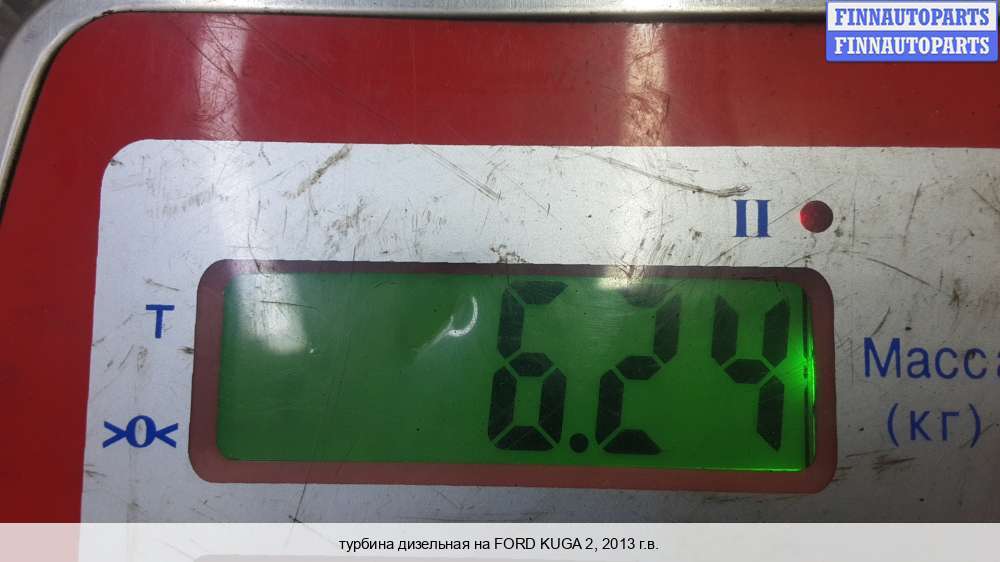 FINNAUTOPARTS
FINNAUTOPARTS
II
T
6.24
>0<
Масса
(кг)
турбина дизельная на FORD KUGA 2, 2013 г.в.